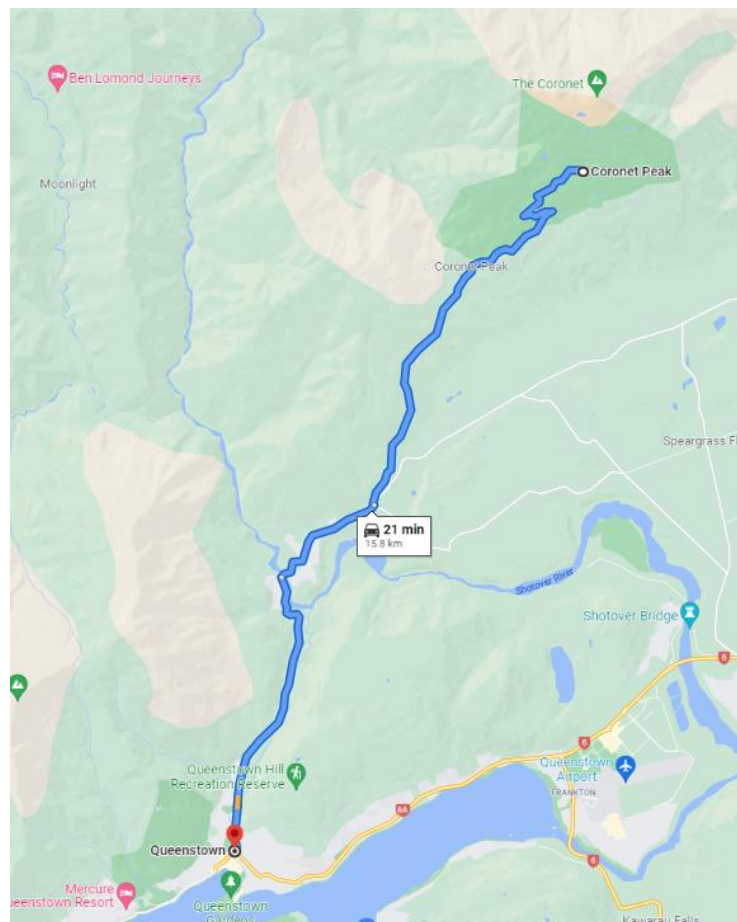 Ben Lomond Journeys
The Coronet
Moonlight
Coronet Peak
Coronet Peak
Speargrass Fl
21 min
15.8 km
Shotover River
Shotover Bridge
6
6
Queenstown Hill
Recreation Reserve
Queenstown
Airport
FRANKTON
6A
Queenstown
6
Mercure
ueenstown Resort
Queenstown
Gardens
Kawarau Falls